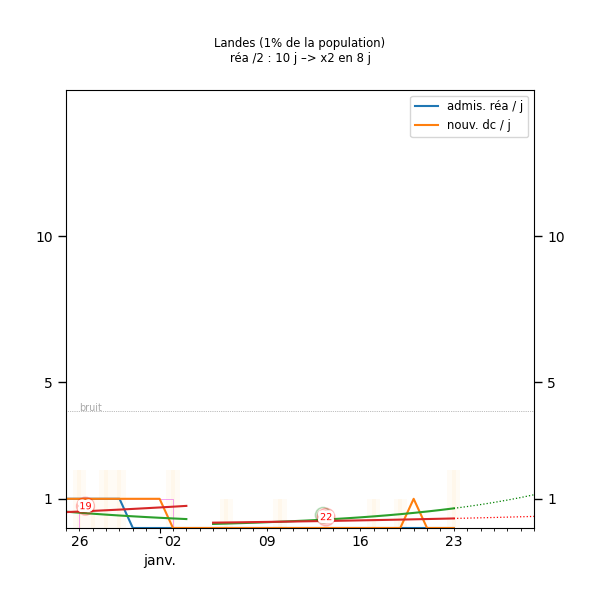 Landes (1% de la population)
réa /2 : 10 j –> x2 en 8 j
admis. réa / j
nouv. dc / j
10
10
5
5
bruit
1
1
19
22
26
-02
09
16
23
janv.